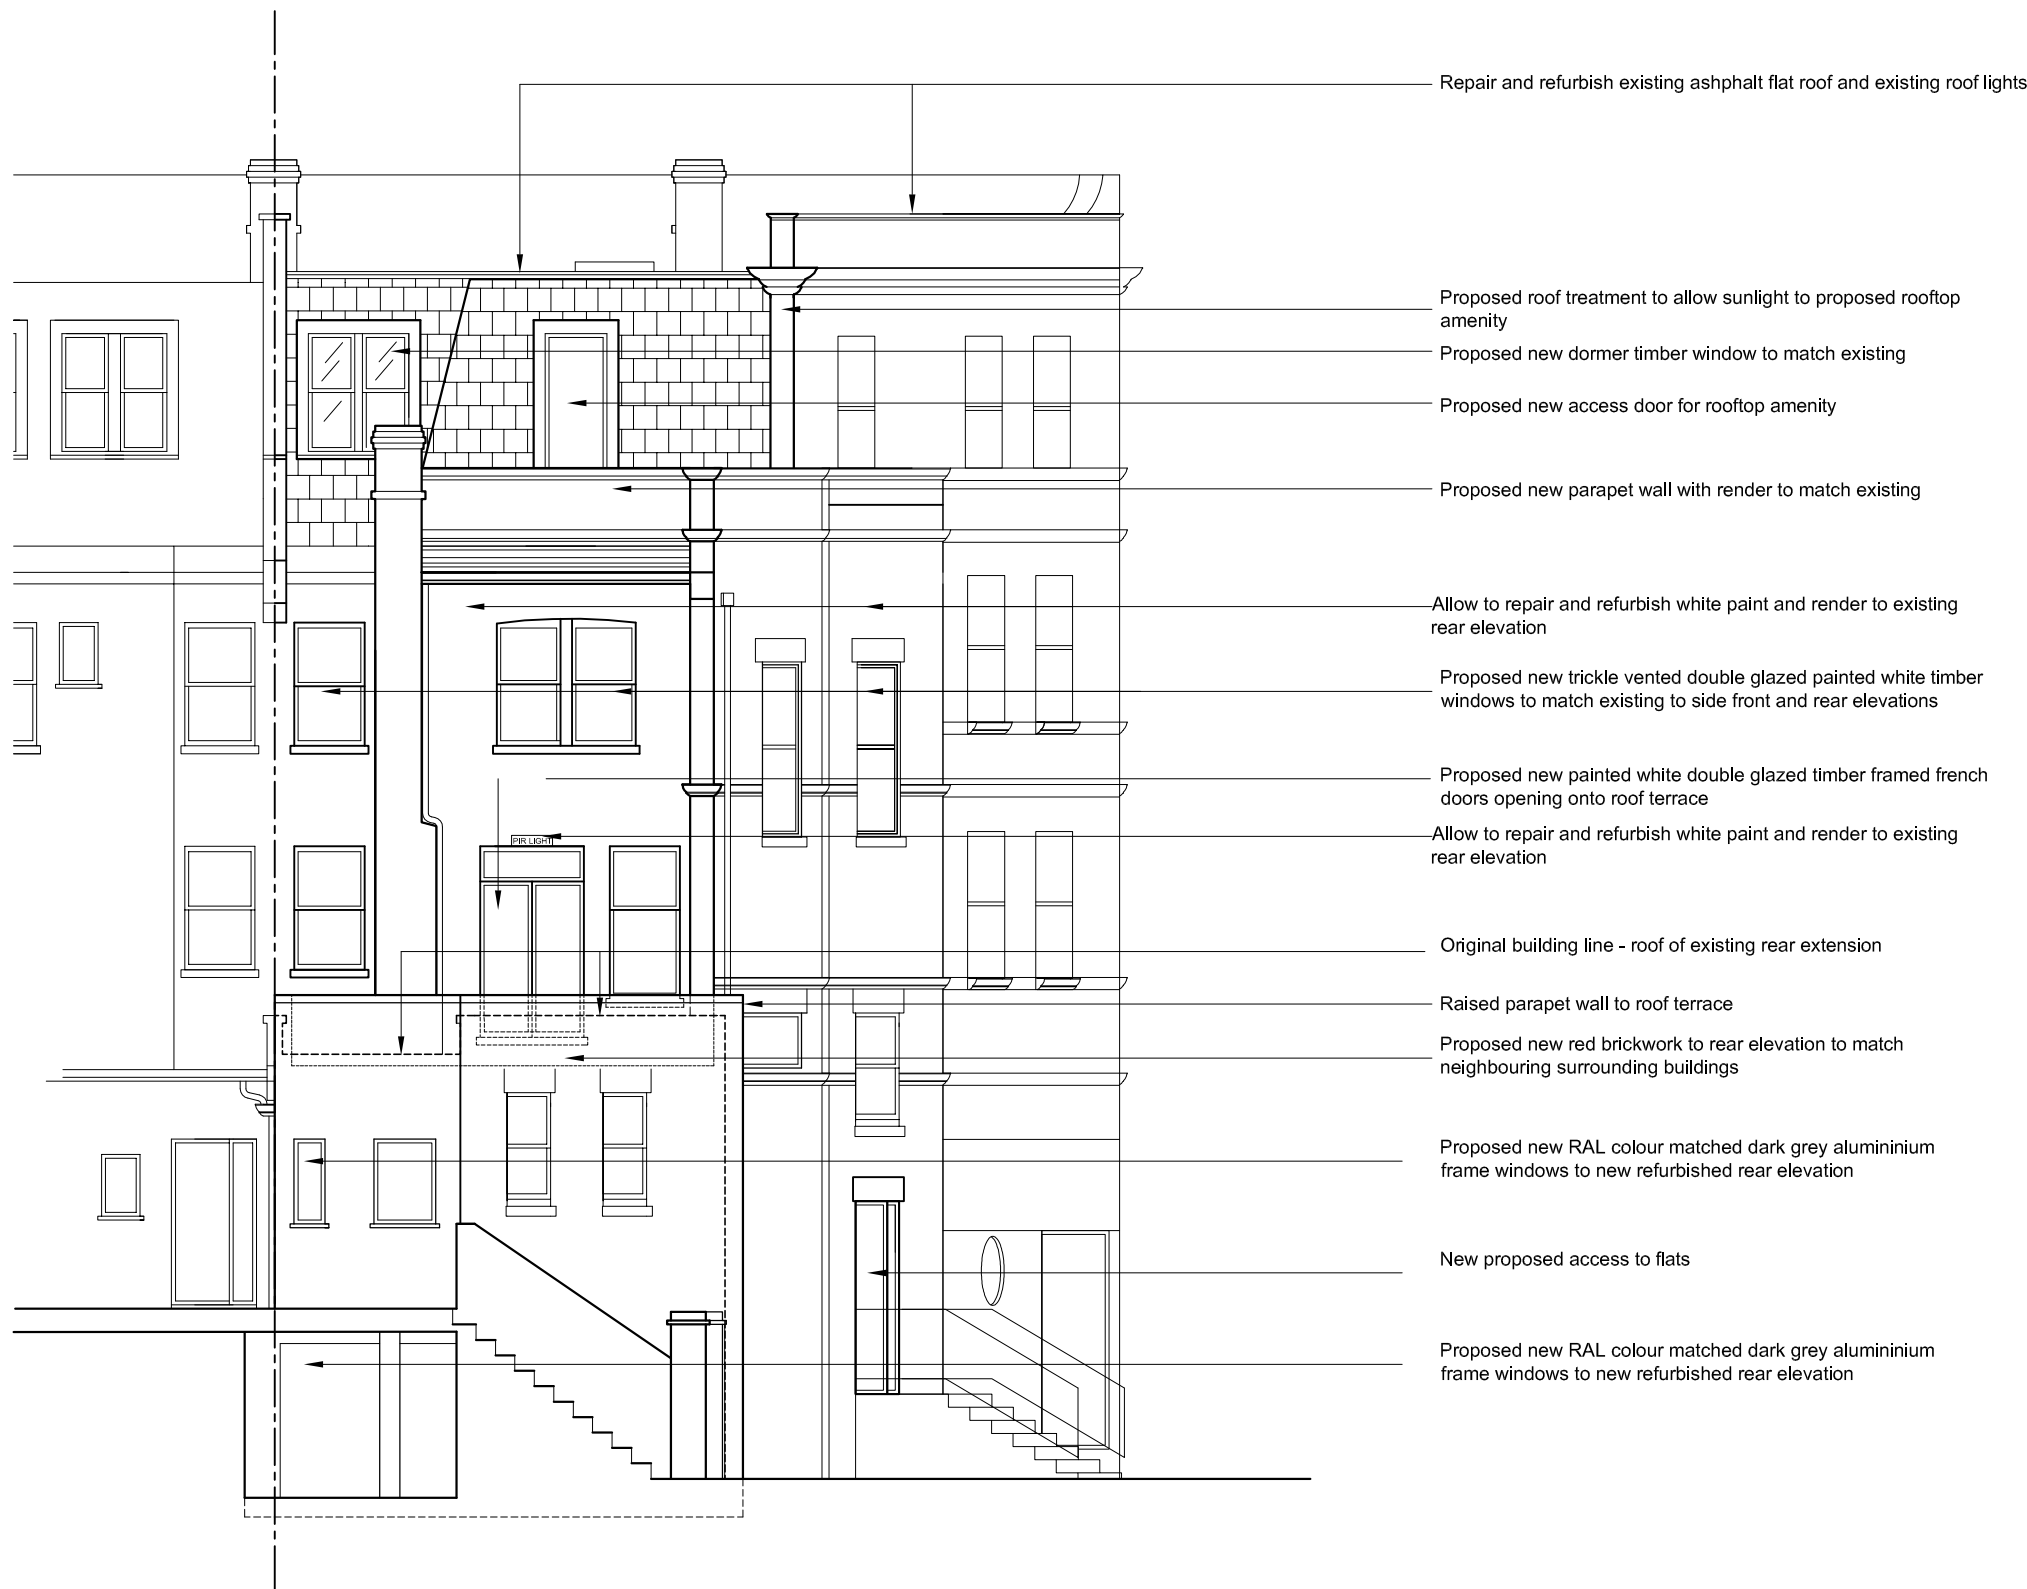 Repair and refurbish existing ashphalt flat roof and existing roof lights
Proposed roof treatment to allow sunlight to proposed rooftop
amenity
Proposed new dormer timber window to match existing
Proposed new access door for rooftop amenity
Proposed new parapet wall with render to match existing
Allow to repair and refurbish white paint and render to existing
rear elevation
Proposed new trickle vented double glazed painted white timber
windows to match existing to side front and rear elevations
Proposed new painted white double glazed timber framed french
doors opening onto roof terrace
PIR LIGHT
Allow to repair and refurbish white paint and render to existing
rear elevation
Original building line - roof of existing rear extension
Raised parapet wall to roof terrace
Proposed new red brickwork to rear elevation to match
neighbouring surrounding buildings
Proposed new RAL colour matched dark grey alumininium
frame windows to new refurbished rear elevation
New proposed access to flats
Proposed new RAL colour matched dark grey alumininium
frame windows to new refurbished rear elevation